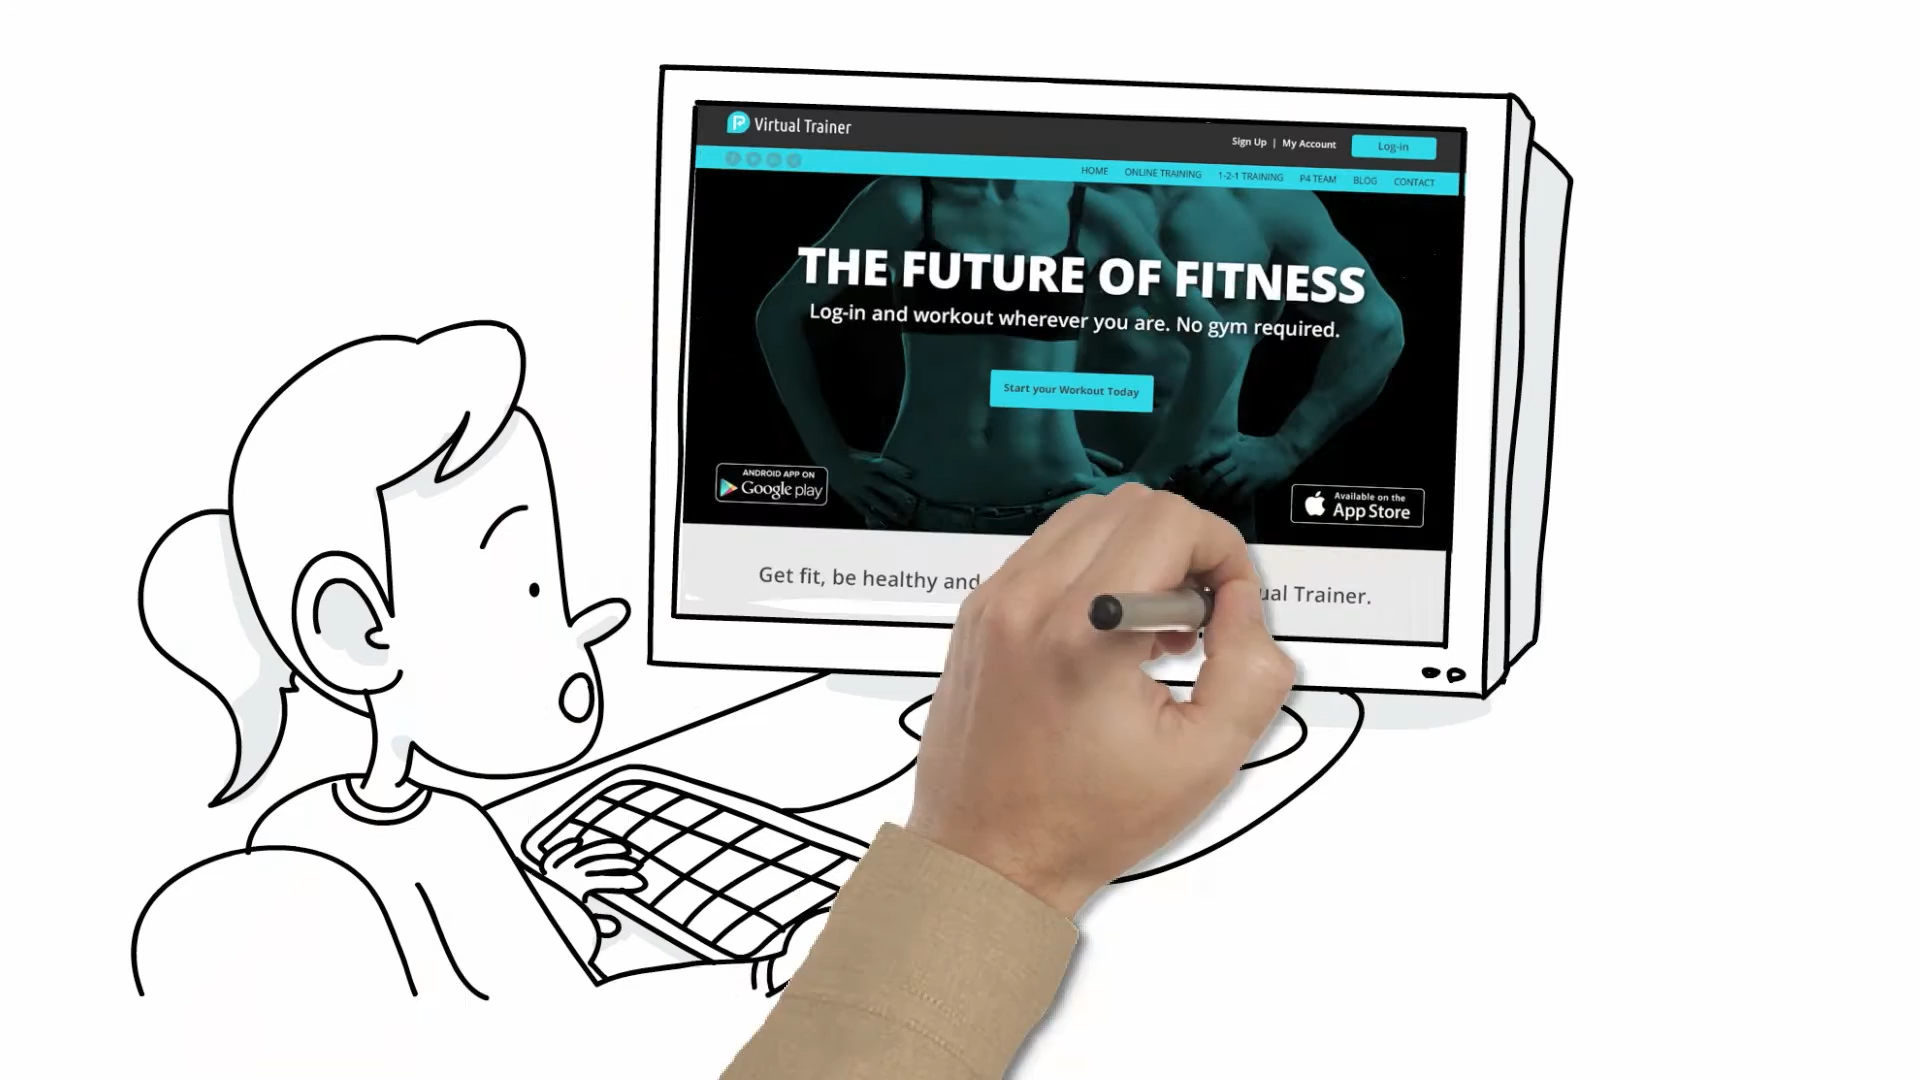 Virtual Trainer
Sign Up | My Account
Log-in
HOME ONLINE TRAINING 1-2-1 TRAINING P4 TEAM BLOG CONTACT
THE FUTURE OF FITNESS
Log-in and workout wherever you are. No gym required.
Start your Workout Today
ANDROID APP ON
Google play
Available on the
App Store
Get fit, be healthy and Trainer.